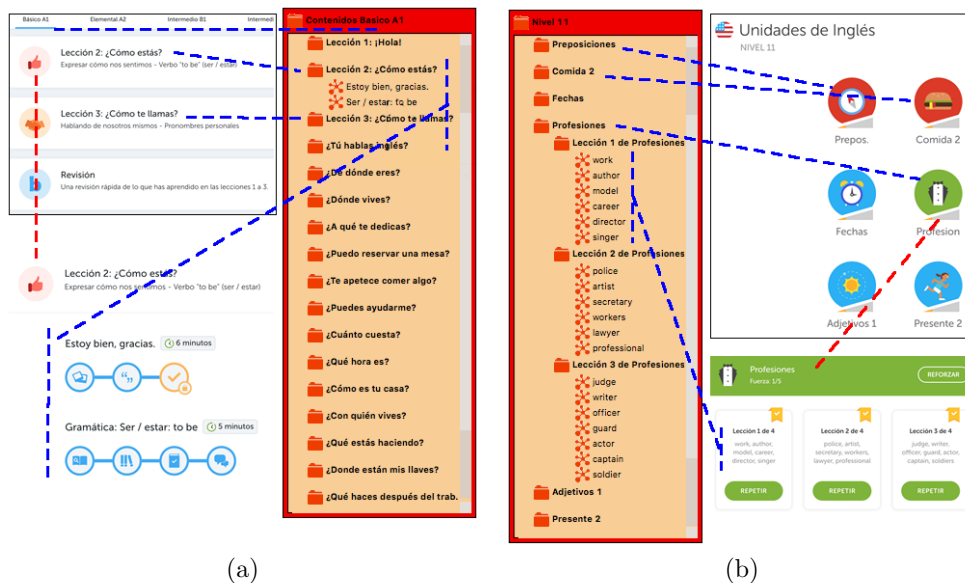 Básico A1 Elemental A2 Intermedio B1 Intermedi
Lección 2: ¿Cómo estás?
Expresar cómo nos sentimos - Verbo "to be" (ser / estar)
Lección 3: ¿Cómo te llamas?
Hablando de nosotros mismos - Pronombres personales
Revisión
Una revisión rápida de lo que has aprendido en las lecciones 1 a 3.
Lección 2: ¿Cómo estás?
Expresar cómo nos sentimos - Verbo "to be" (ser / estar)
Estoy bien, gracias. 6 minutos
Gramática: Ser / estar: to be 5 minutos
Contenidos Basico A1
Lección 1: ¡Hola!
Lección 2: ¿Cómo estás?
Estoy bien, gracias.
Ser / estar: to be
Lección 3: ¿Cómo te llamas?
¿Tú hablas inglés?
¿De dónde eres?
¿Dónde vives?
¿A qué te dedicas?
¿Puedo reservar una mesa?
¿Te apetece comer algo?
¿Puedes ayudarme?
¿Cuánto cuesta?
¿Qué hora es?
¿Cómo es tu casa?
¿Con quién vives?
¿Qué estás haciendo?
¿Donde están mis llaves?
¿Qué haces después del trab.
(a)
Nivel 11
Preposiciones
Comida 2
Fechas
Profesiones
Lección 1 de Profesiones
work
author
model
career
director
singer
Lección 2 de Profesiones
police
artist
secretary
workers
lawyer
professional
Lección 3 de Profesiones
judge
writer
officer
guard
actor
captain
soldier
Adjetivos 1
Presente 2
Unidades de Inglés
NIVEL 11
Prepos. Comida 2
Fechas Profesion
Adjetivos 1 Presente 2
Profesiones
Fuerza: 1/5
REFORZAR
Lección 1 de 4
work, author,
model, career,
director, singer
REPETIR
Lección 2 de 4
police, artist,
secretary, workers,
lawyer, professional
REPETIR
Lección 3 de 4
judge, writer,
officer, guard, actor,
captain, soldiers
REPETIR
(b)